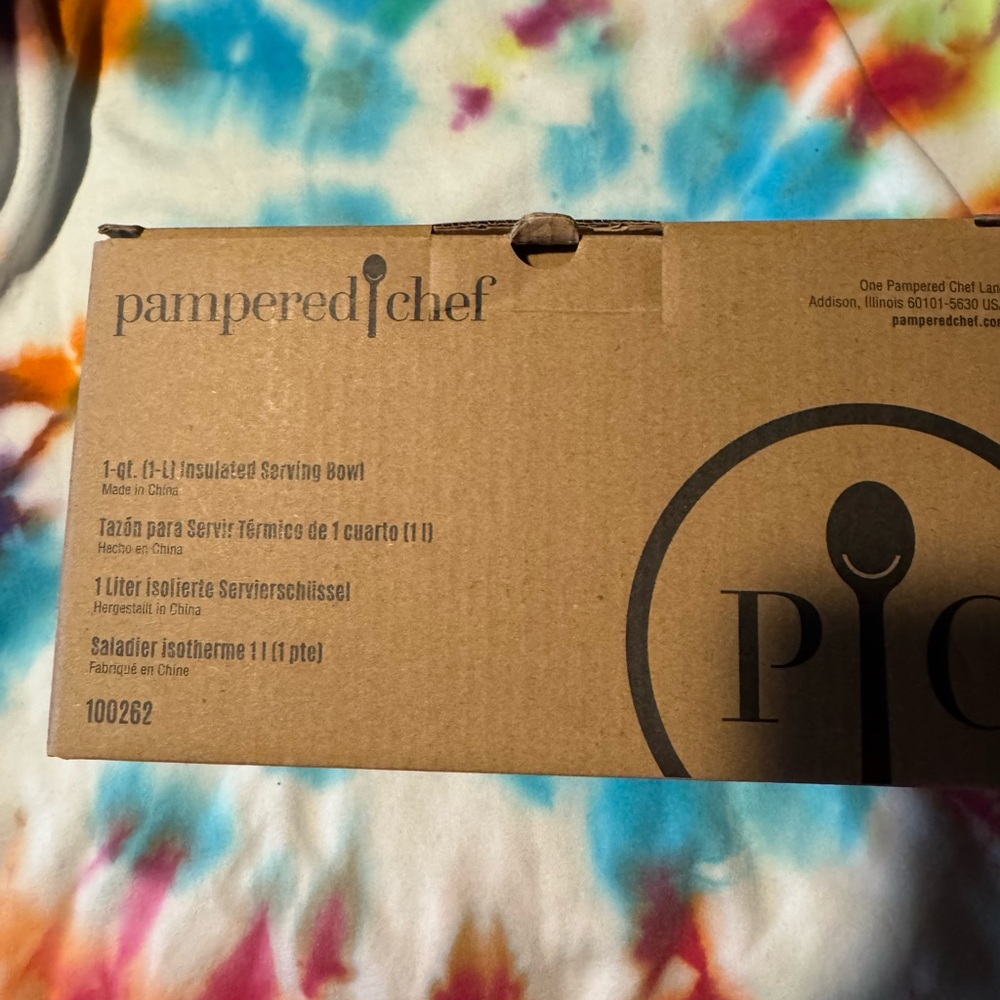 pampered chef
One Pampered Chef Lan
Addison, Illinois 60101-5630 US
pamperedchef.co
1-qt. (1-L) Insulated Serving Bowl
Made in China
Tazón para Servir Térmico de 1 cuarto (1 l)
Hecho en China
1 Liter isolierte Servierschüssel
Hergestellt in China
Saladier isotherme 1 l (1 pte)
Fabriqué en Chine
100262
P C